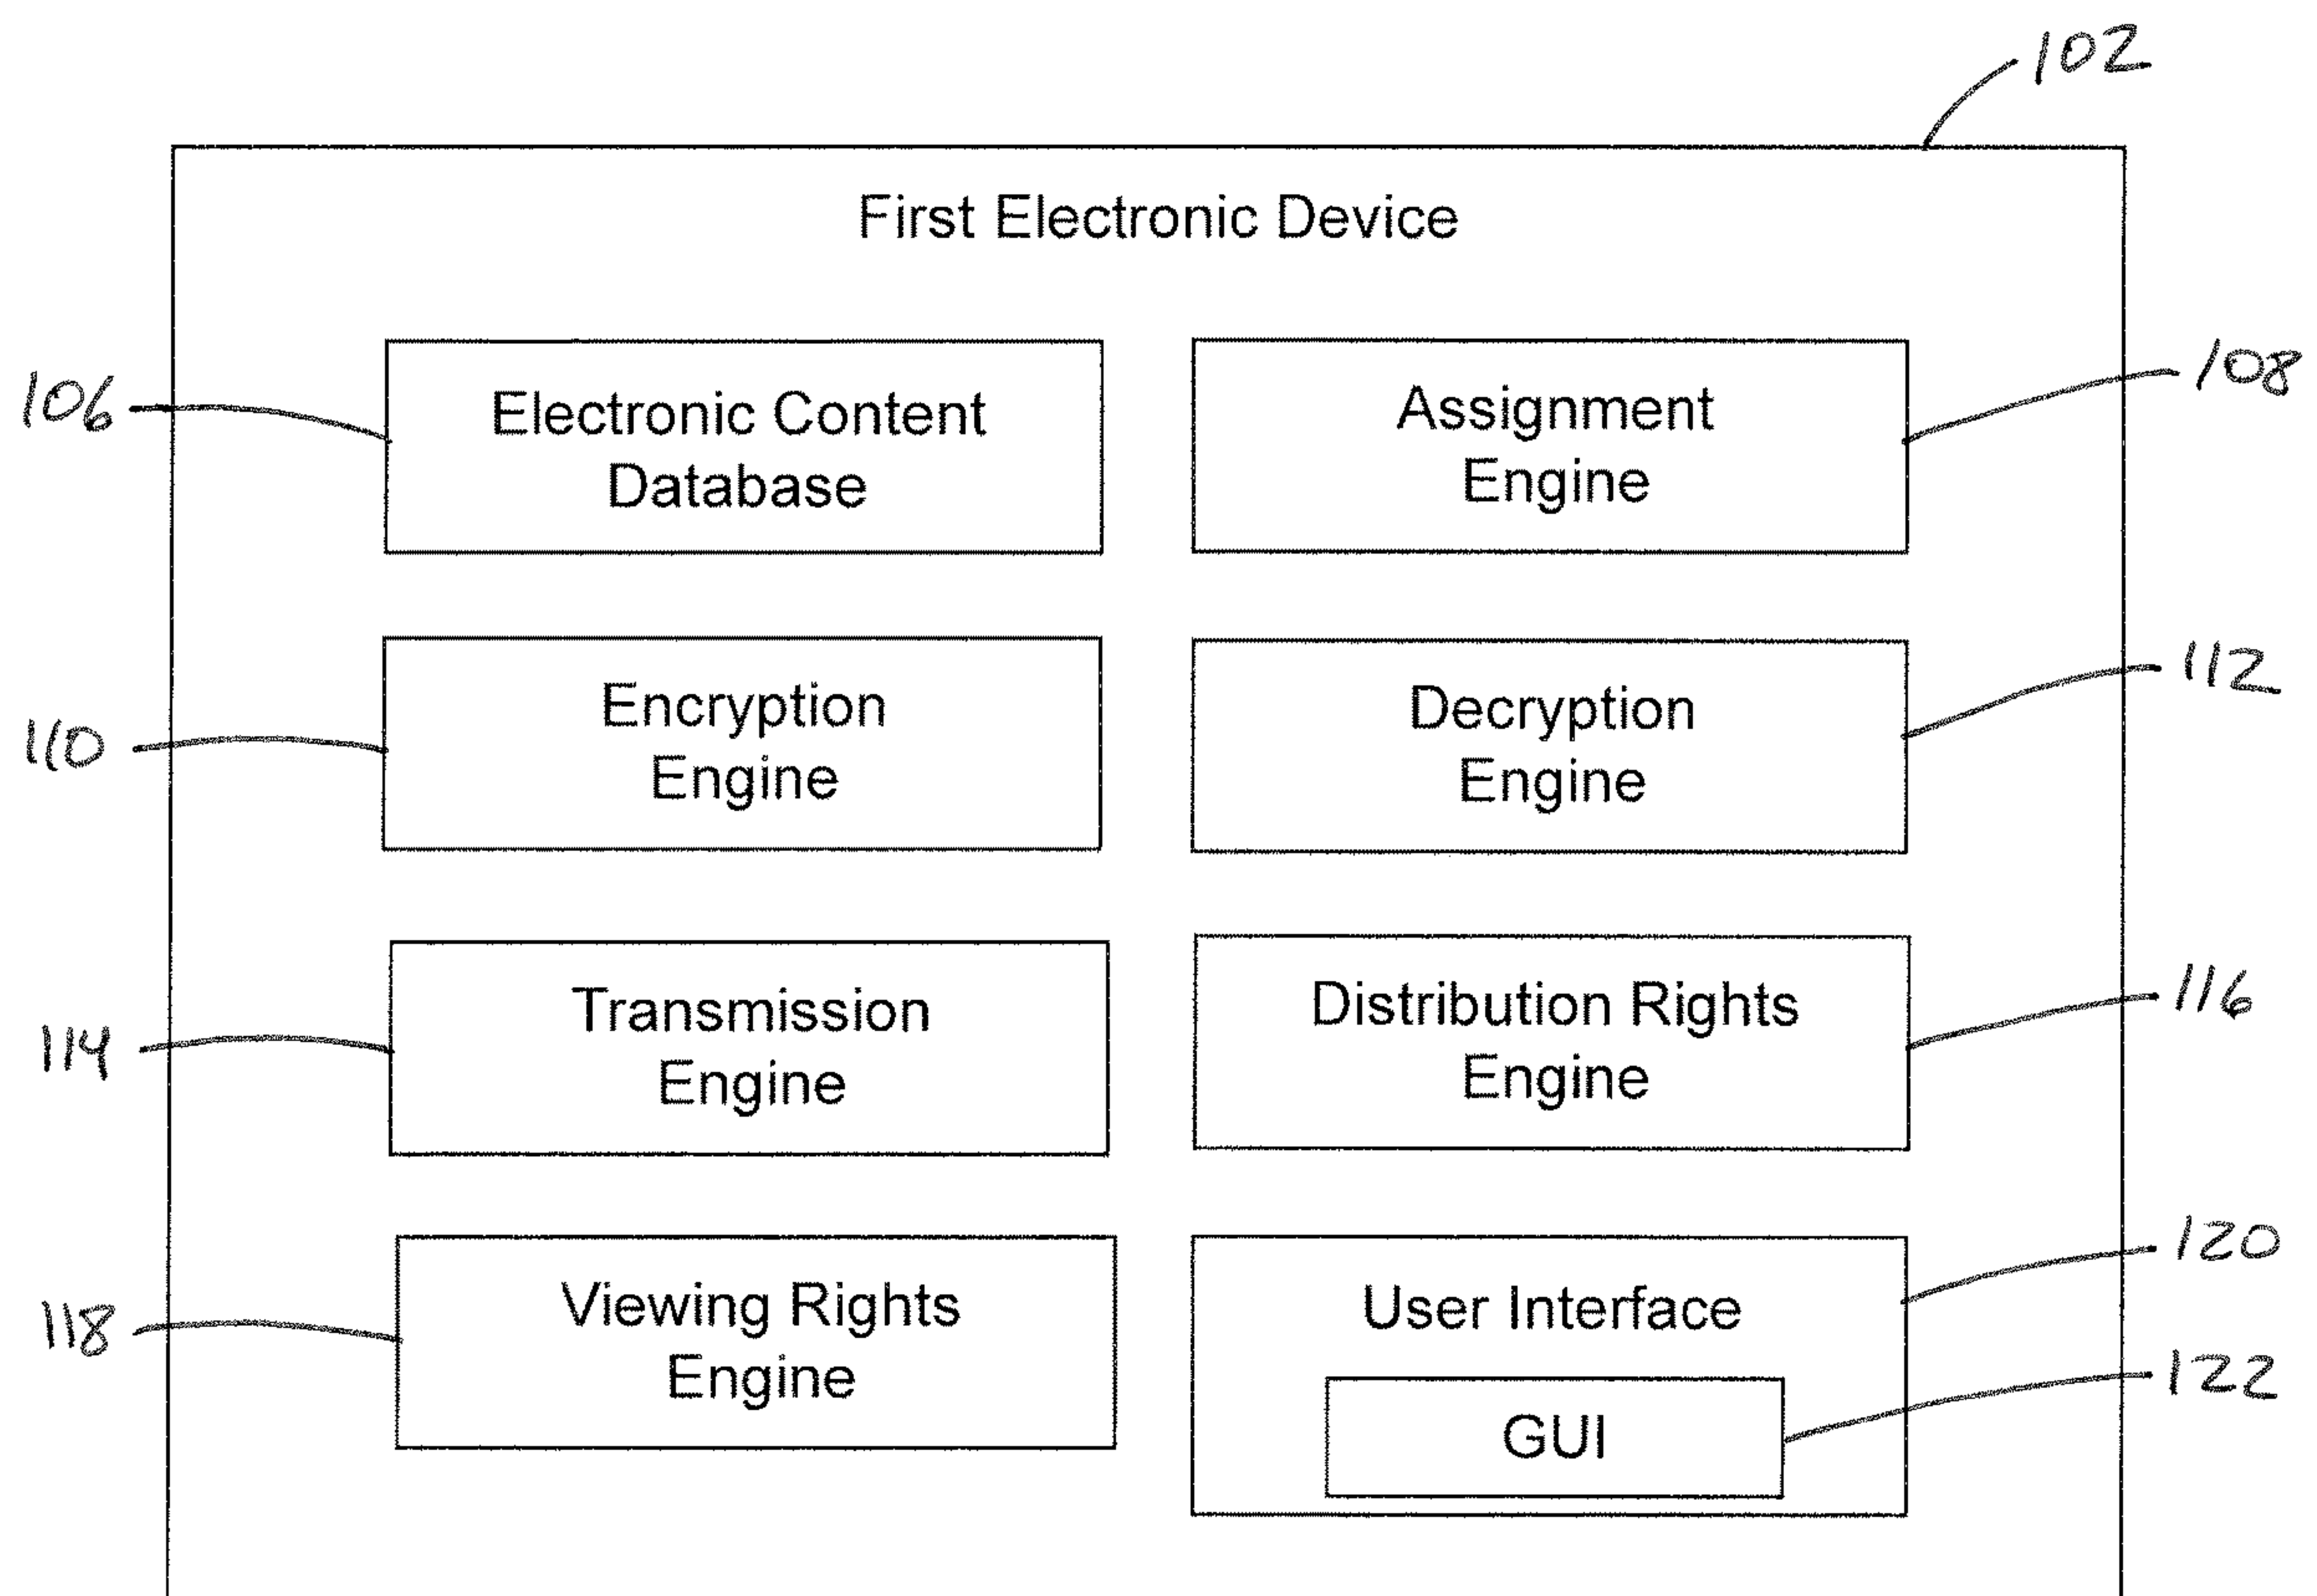 102
First Electronic Device
106
Electronic Content
Database
Assignment
Engine
108
110
Encryption
Engine
Decryption
Engine
112
114
Transmission
Engine
Distribution Rights
Engine
116
118
Viewing Rights
Engine
User Interface
120
GUI
122